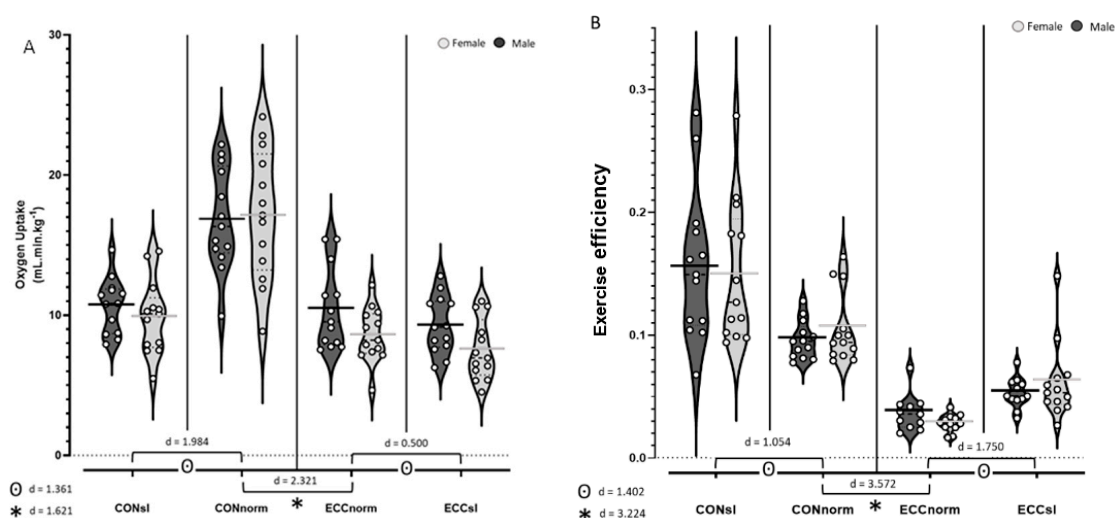 A
Female Male
30
20
10
0
Oxygen Uptake
(mL.min.kg⁻¹)
d = 1.984
d = 0.500
d = 2.321
ʘ d = 1.361
* d = 1.621
CONsl CONnorm * ECCnorm ECCsl
B
Female Male
0.3
0.2
0.1
0.0
Exercise efficiency
d = 1.054
d = 1.750
d = 3.572
ʘ d = 1.402
* d = 3.224
CONsl CONnorm * ECCnorm ECCsl